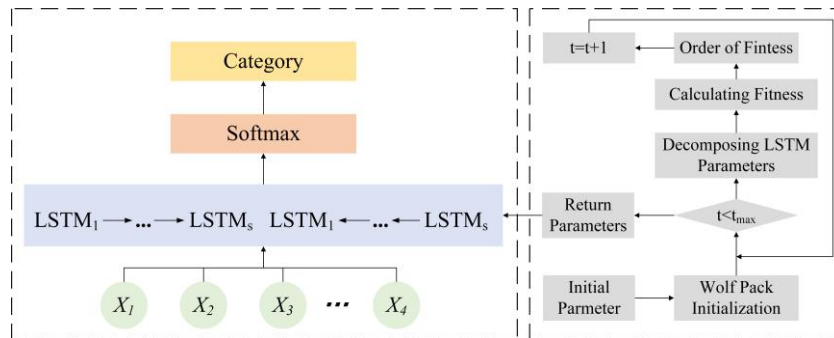 Category
Softmax
LSTM₁ ... LSTMₛ LSTM₁ ... LSTMₛ
X₁ X₂ X₃ ... X₄
t=t+1
Order of Fintess
Calculating Fitness
Decomposing LSTM
Parameters
Return
Parameters
t<tₘₐₓ
Initial
Parmeter
Wolf Pack
Initialization